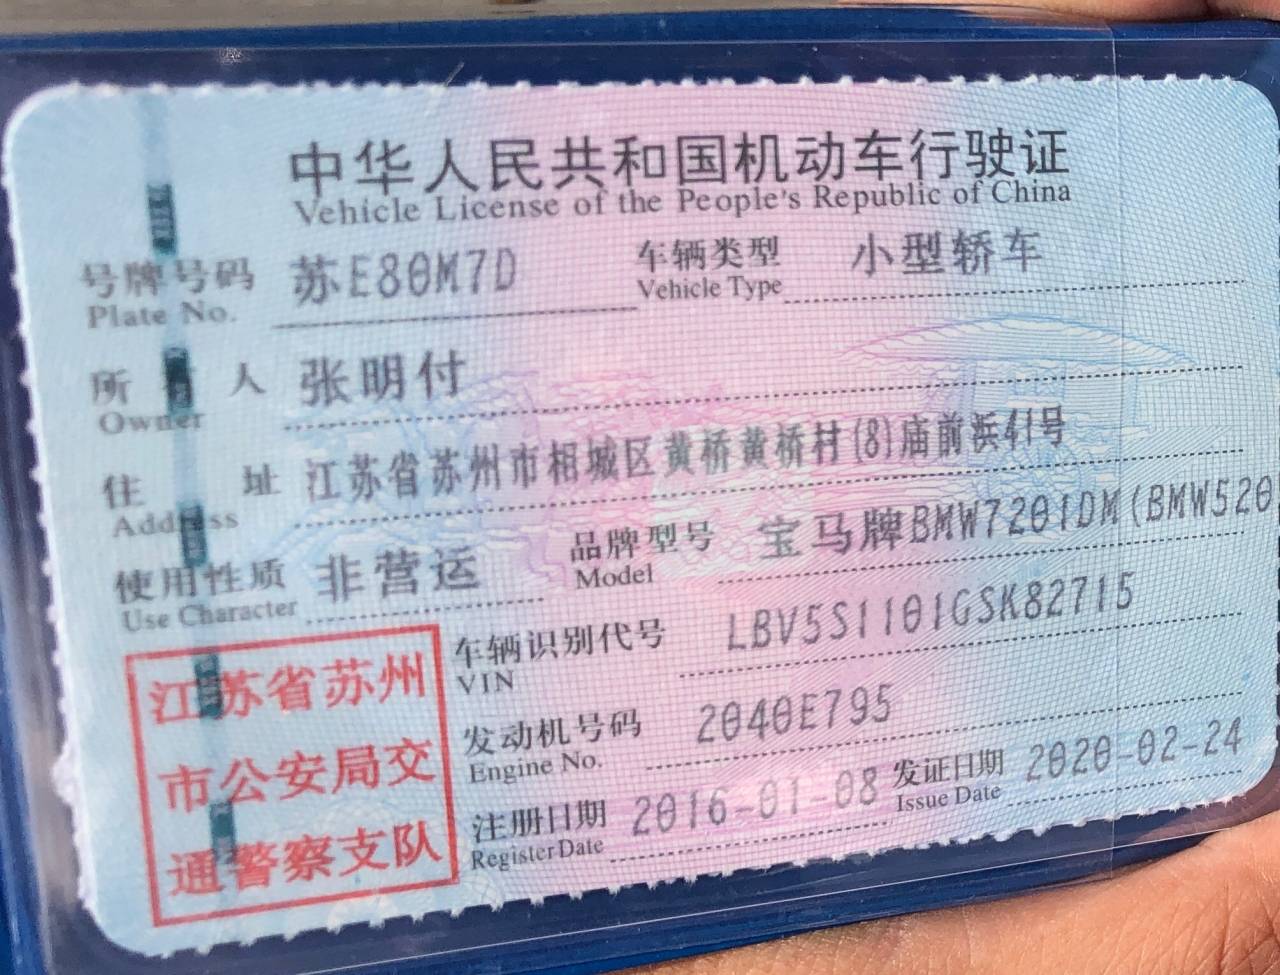 中华人民共和国机动车行驶证
Vehicle License of the People's Republic of China
号牌号码 苏E80M7D 车辆类型 小型轿车
Plate No. Vehicle Type
所 人 张明付
Owner
住 址 江苏省苏州市相城区黄桥黄桥村(8)庙前浜41号
Address
使用性质 非营运 品牌型号 宝马牌BMW7201DM(BMW520
Use Character Model
车辆识别代号 LBV5S1101GSK82715
VIN
发动机号码 2040E795
Engine No.
注册日期 2016-01-08 发证日期 2020-02-24
Register Date Issue Date
江苏省苏州
市公安局交
通警察支队